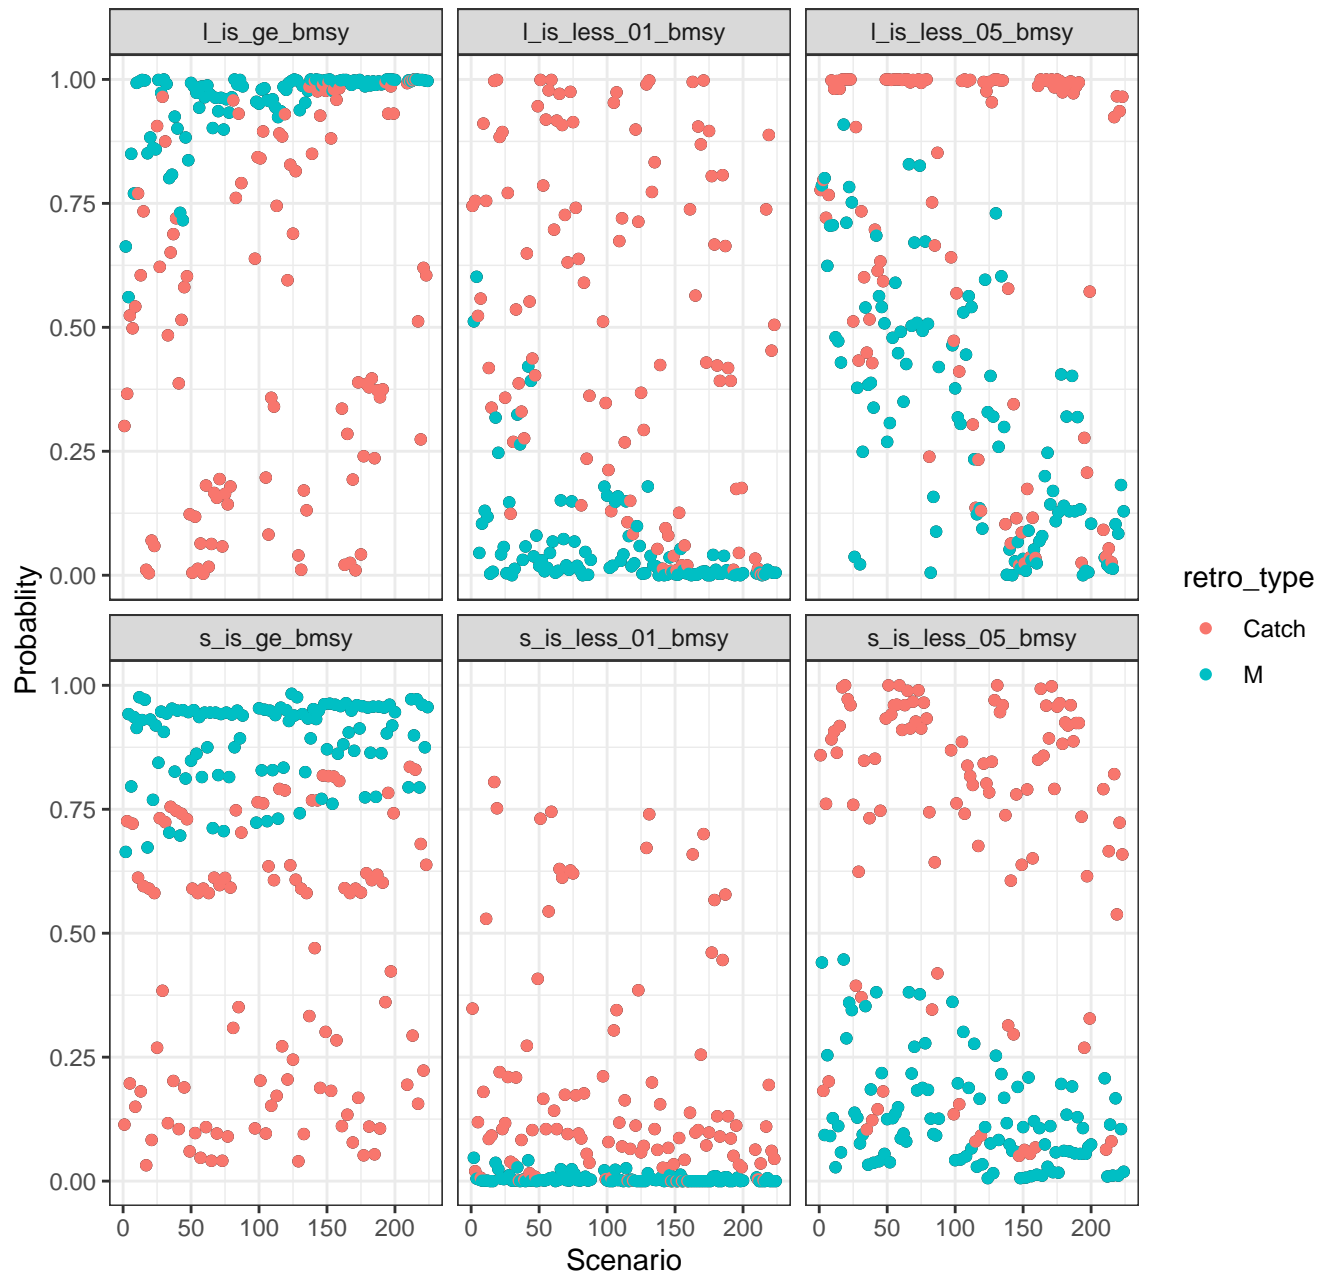 l_is_ge_bmsy
l_is_less_01_bmsy
l_is_less_05_bmsy
1.00
0.75
0.50
0.25
0.00
s_is_ge_bmsy
s_is_less_01_bmsy
s_is_less_05_bmsy
1.00
0.75
0.50
0.25
0.00
0 50 100 150 200
0 50 100 150 200
0 50 100 150 200
Scenario
Probablity
retro_type
Catch
M